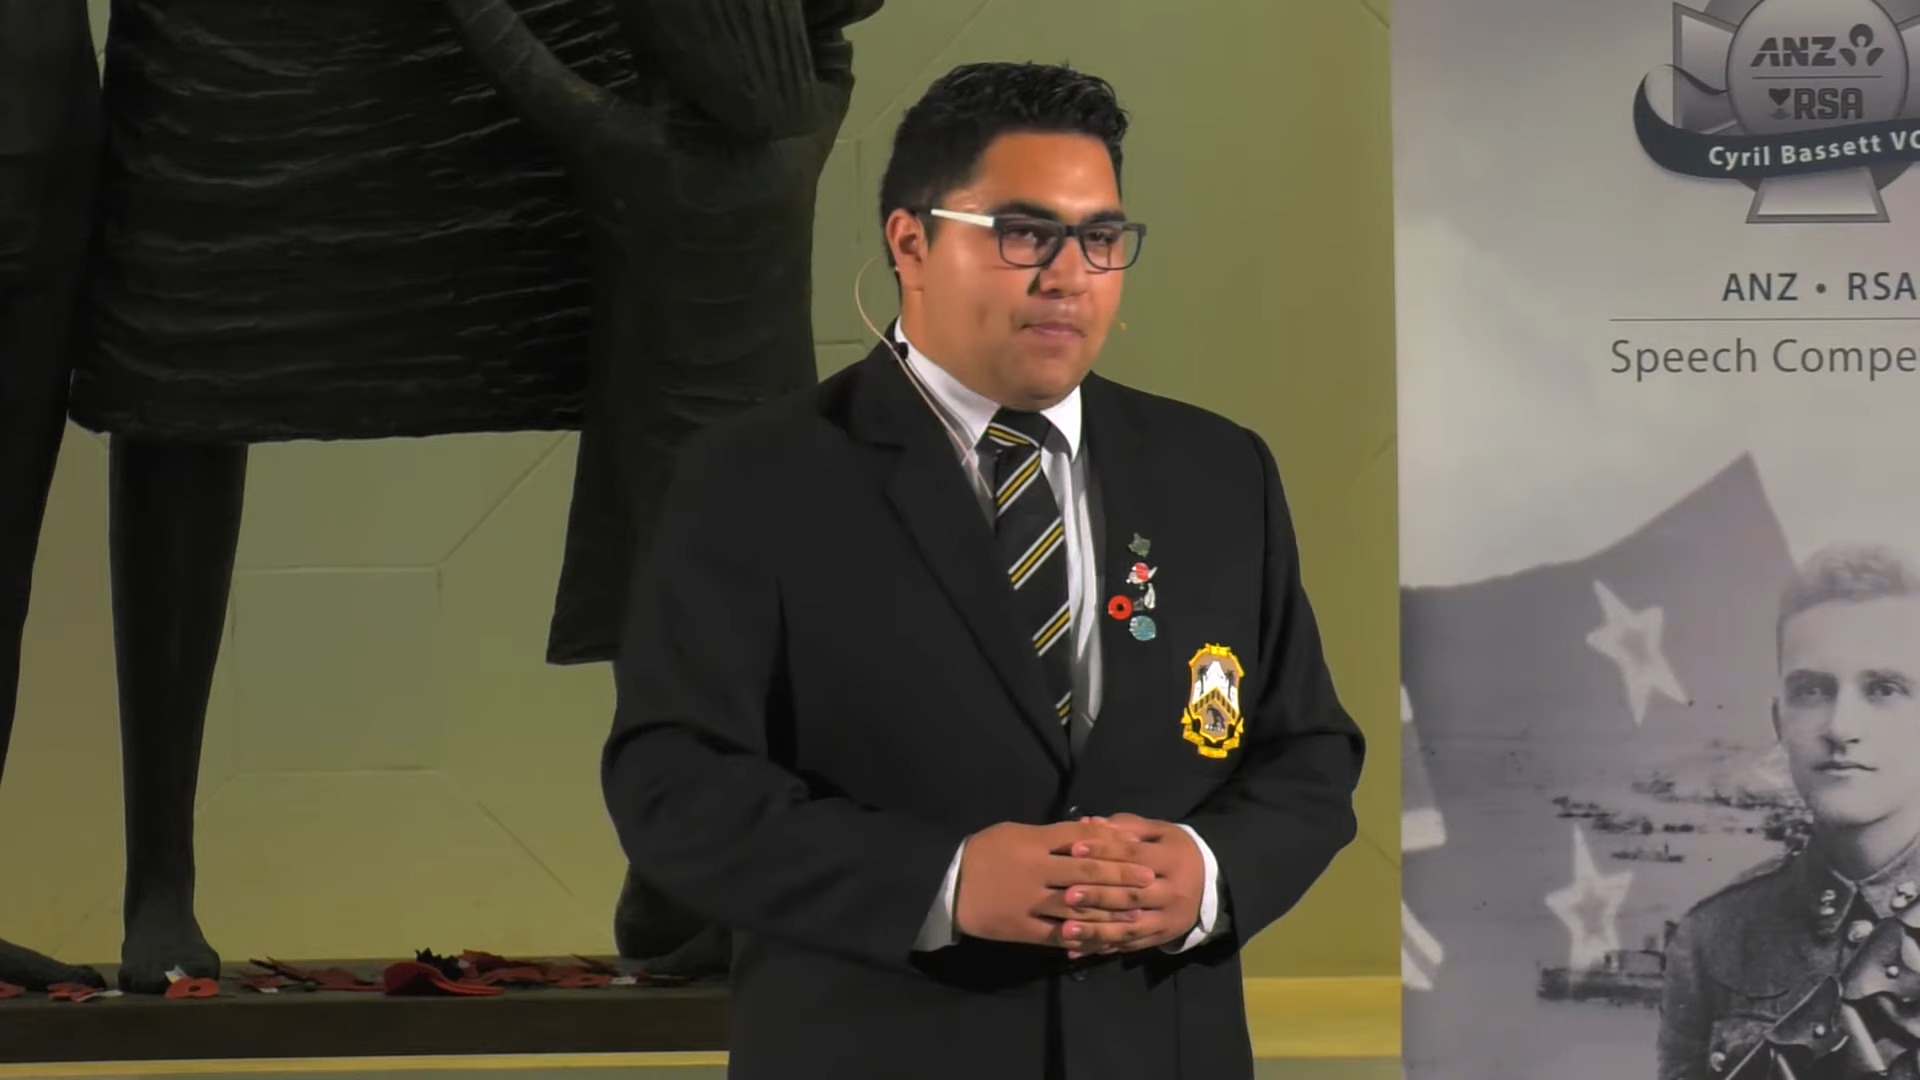 ANZ
RSA
Cyril Bassett VC
ANZ • RSA
Speech Compe